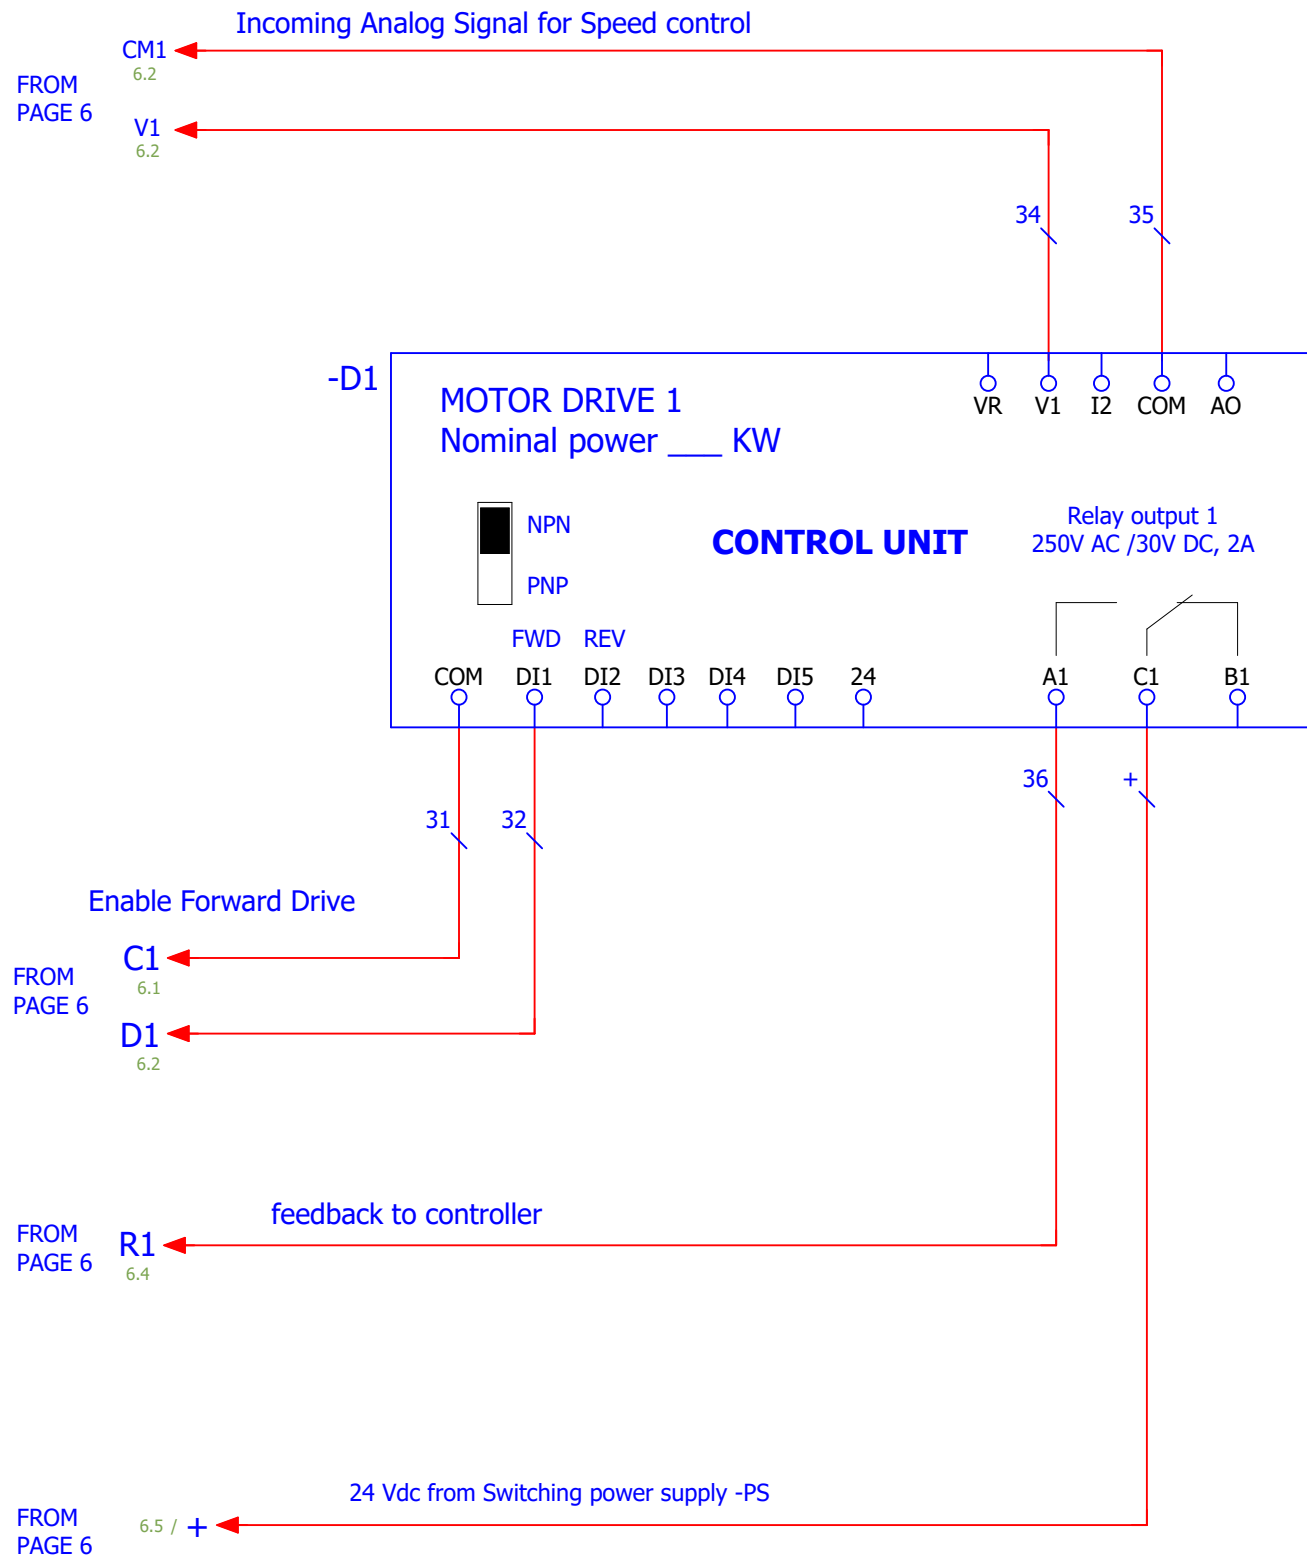 Incoming Analog Signal for Speed control
CM1
6.2
FROM
PAGE 6
V1
6.2
34
35
-D1
MOTOR DRIVE 1
Nominal power ___ KW
VR
V1
I2
COM
AO
NPN
PNP
CONTROL UNIT
Relay output 1
250V AC /30V DC, 2A
FWD
REV
COM
DI1
DI2
DI3
DI4
DI5
24
A1
C1
B1
36
+
31
32
Enable Forward Drive
C1
6.1
FROM
PAGE 6
D1
6.2
feedback to controller
FROM
PAGE 6
R1
6.4
24 Vdc from Switching power supply -PS
FROM
PAGE 6
6.5 / +